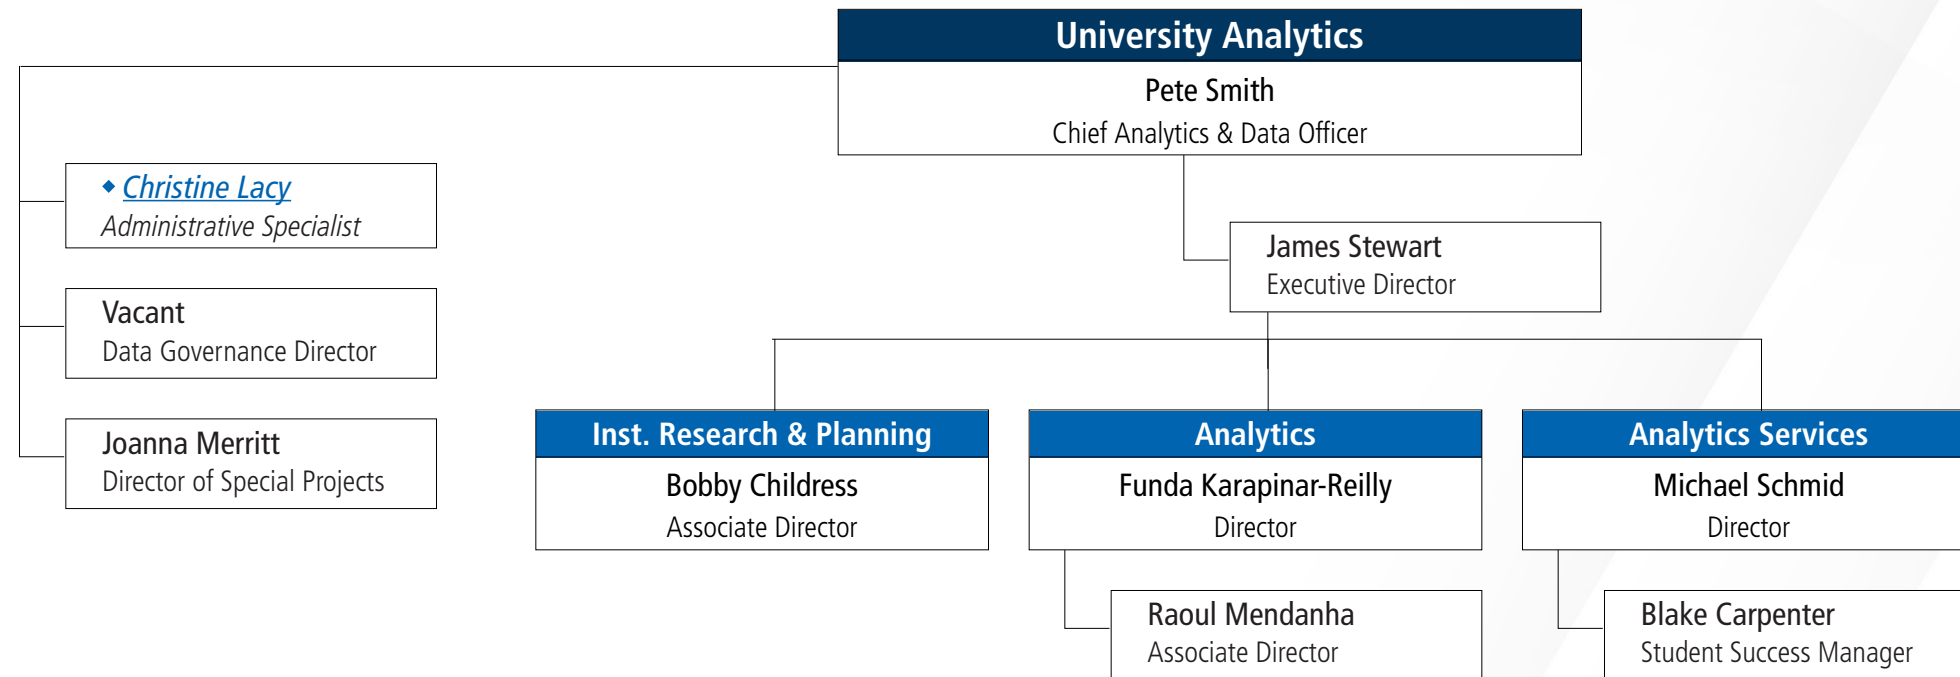 University Analytics
Pete Smith
Chief Analytics & Data Officer
◆ Christine Lacy
Administrative Specialist
Vacant
Data Governance Director
Joanna Merritt
Director of Special Projects
James Stewart
Executive Director
Inst. Research & Planning
Bobby Childress
Associate Director
Analytics
Funda Karapinar-Reilly
Director
Raoul Mendanha
Associate Director
Analytics Services
Michael Schmid
Director
Blake Carpenter
Student Success Manager